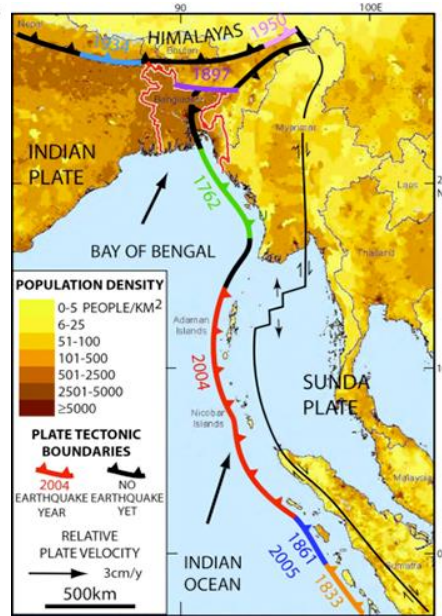 90
100E
Nepal
HIMALAYAS
1934
Bhutan
1950
1897
Bangladesh
INDIAN
PLATE
Myanmar
1762
Laos
BAY OF BENGAL
Thailand
POPULATION DENSITY
0-5 PEOPLE/KM2
6-25
51-100
101-500
501-2500
2501-5000
≥5000
Adaman
Islands
2004
SUNDA
PLATE
Nicobar
Islands
PLATE TECTONIC
BOUNDARIES
2004
EARTHQUAKE
YEAR
NO
EARTHQUAKE
YET
RELATIVE
PLATE VELOCITY
3cm/y
500km
Malaysia
INDIAN
OCEAN
1861
2005
1833
Sumatra